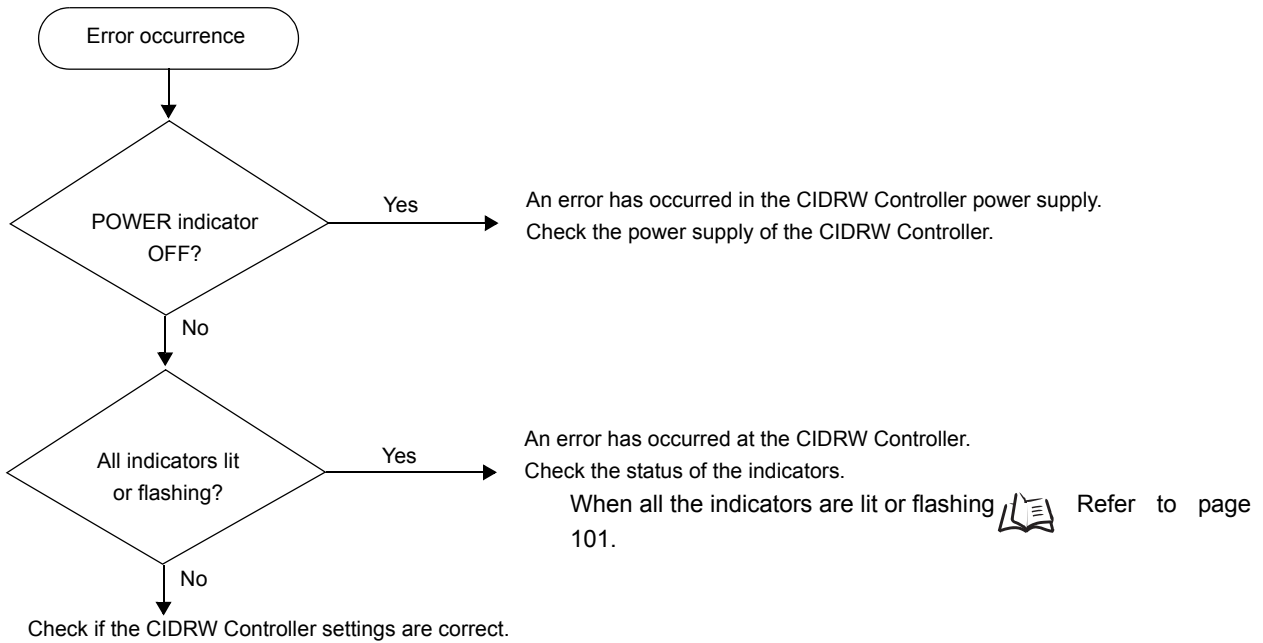 Error occurrence
POWER indicator
OFF?
Yes
An error has occurred in the CIDRW Controller power supply.
Check the power supply of the CIDRW Controller.
No
All indicators lit
or flashing?
Yes
An error has occurred at the CIDRW Controller.
Check the status of the indicators.
When all the indicators are lit or flashing Refer to page
101.
No
Check if the CIDRW Controller settings are correct.